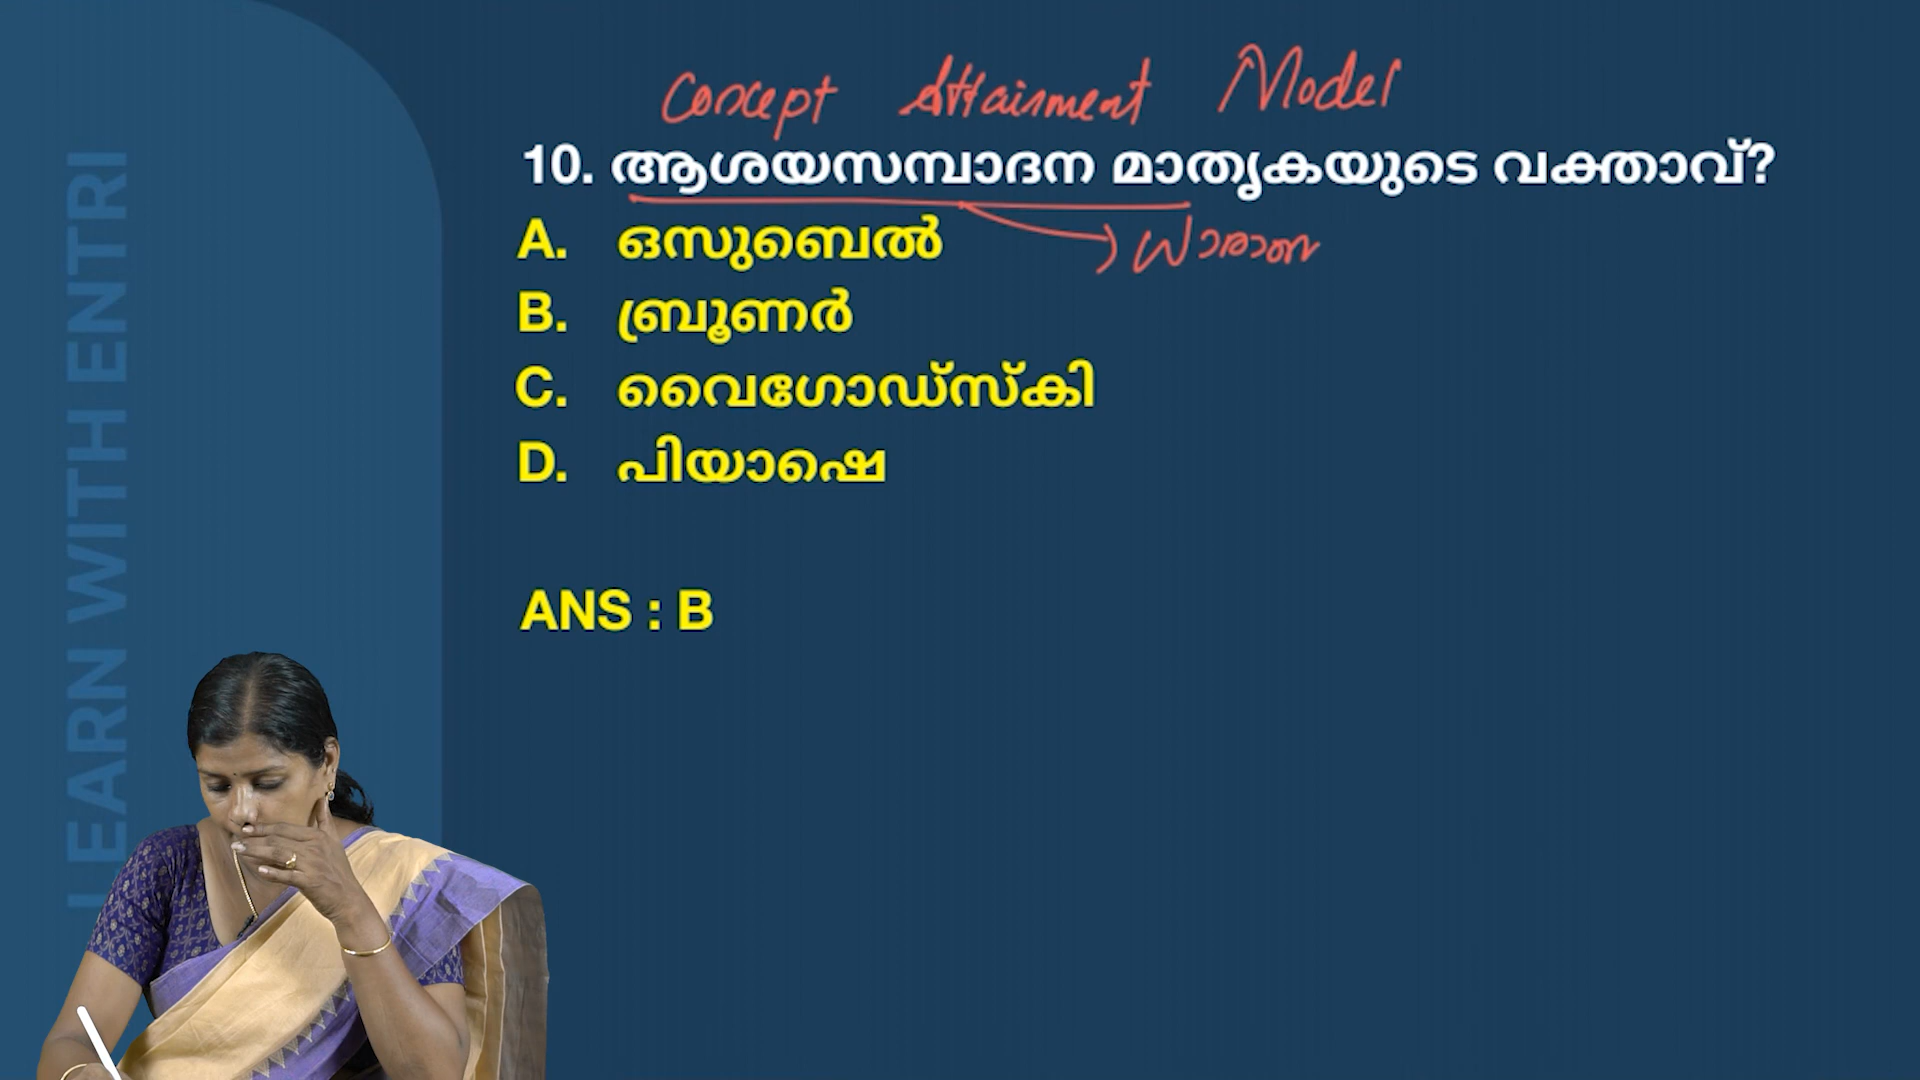 LEARN WITH ENTRI
Concept Attainment Model
10. ആശയസമ്പാദന മാതൃകയുടെ വക്താവ്?
A. ഒസുബെൽ
B. ബ്രൂണർ
C. വൈഗോഡ്സ്കി
D. പിയാഷെ
ANS : B